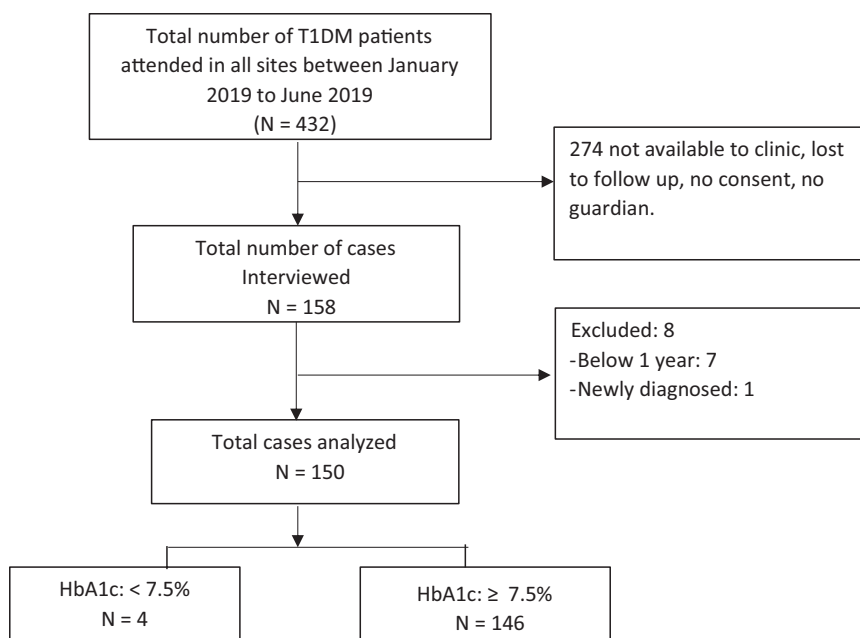 Total number of T1DM patients
attended in all sites between January
2019 to June 2019
(N = 432)
274 not available to clinic, lost
to follow up, no consent, no
guardian.
Total number of cases
Interviewed
N = 158
Excluded: 8
-Below 1 year: 7
-Newly diagnosed: 1
Total cases analyzed
N = 150
HbA1c: < 7.5%
N = 4
HbA1c: ≥ 7.5%
N = 146